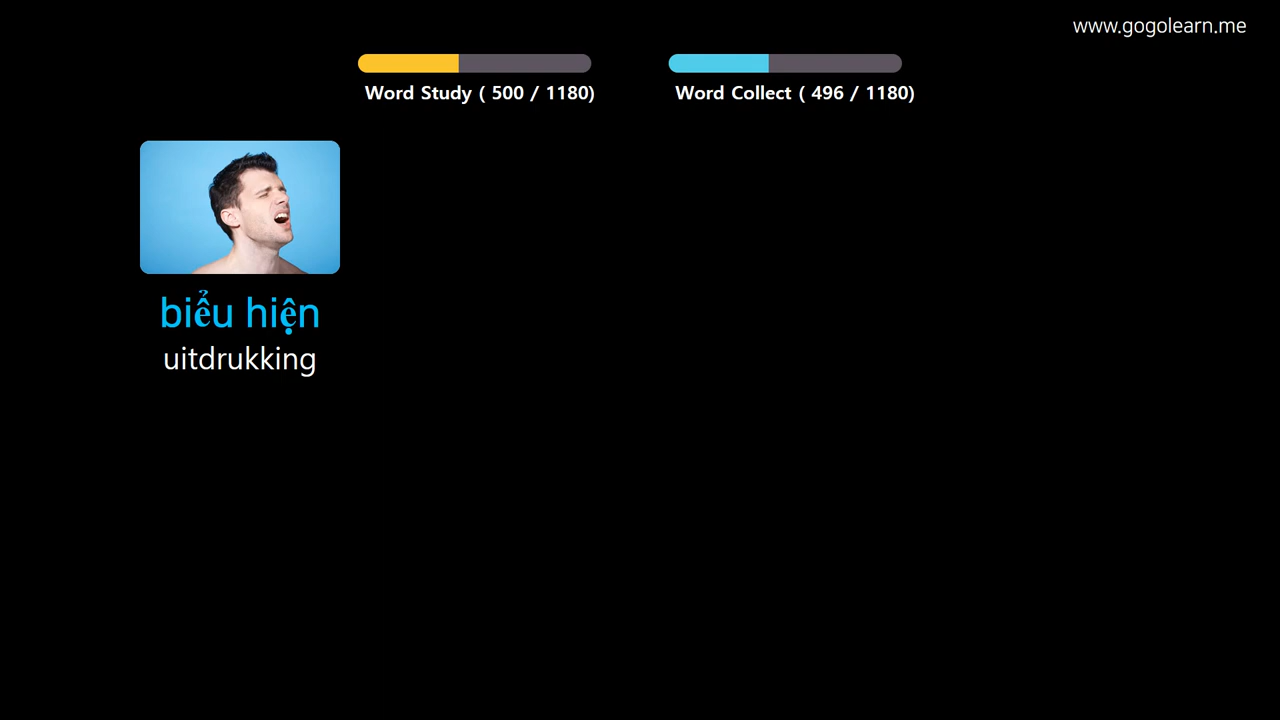 www.gogolearn.me
Word Study ( 500 / 1180)
Word Collect ( 496 / 1180)
biểu hiện
uitdrukking